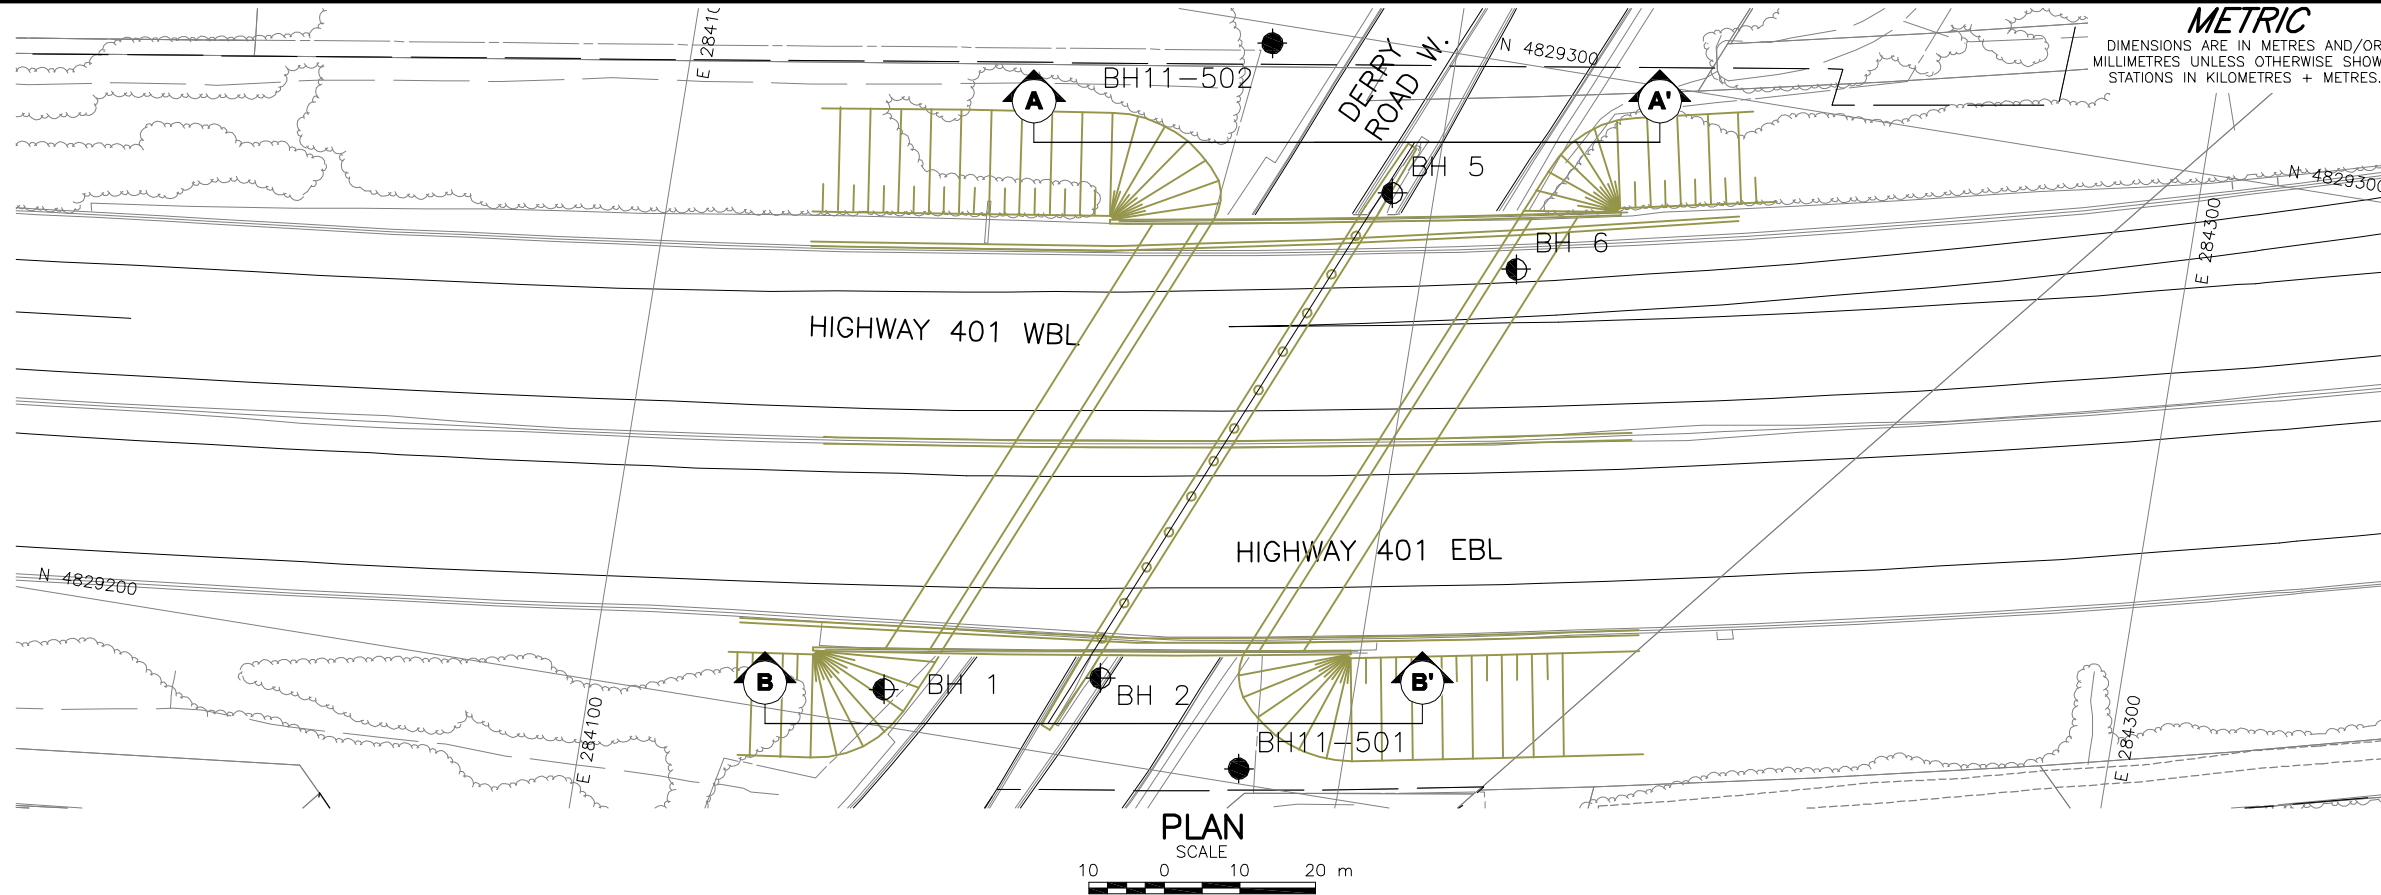 METRIC
DIMENSIONS ARE IN METRES AND/OR
MILLIMETRES UNLESS OTHERWISE SHOW
STATIONS IN KILOMETRES + METRES.
E 28410
N 4829300
DERRY
ROAD W.
BH11-502
A
A'
BH 5
N 4829300
E 284300
BH 6
HIGHWAY 401 WBL
HIGHWAY 401 EBL
N 4829200
B
BH 1
BH 2
B'
E 284100
BH11-501
E 284300
PLAN
SCALE
10 0 10 20 m